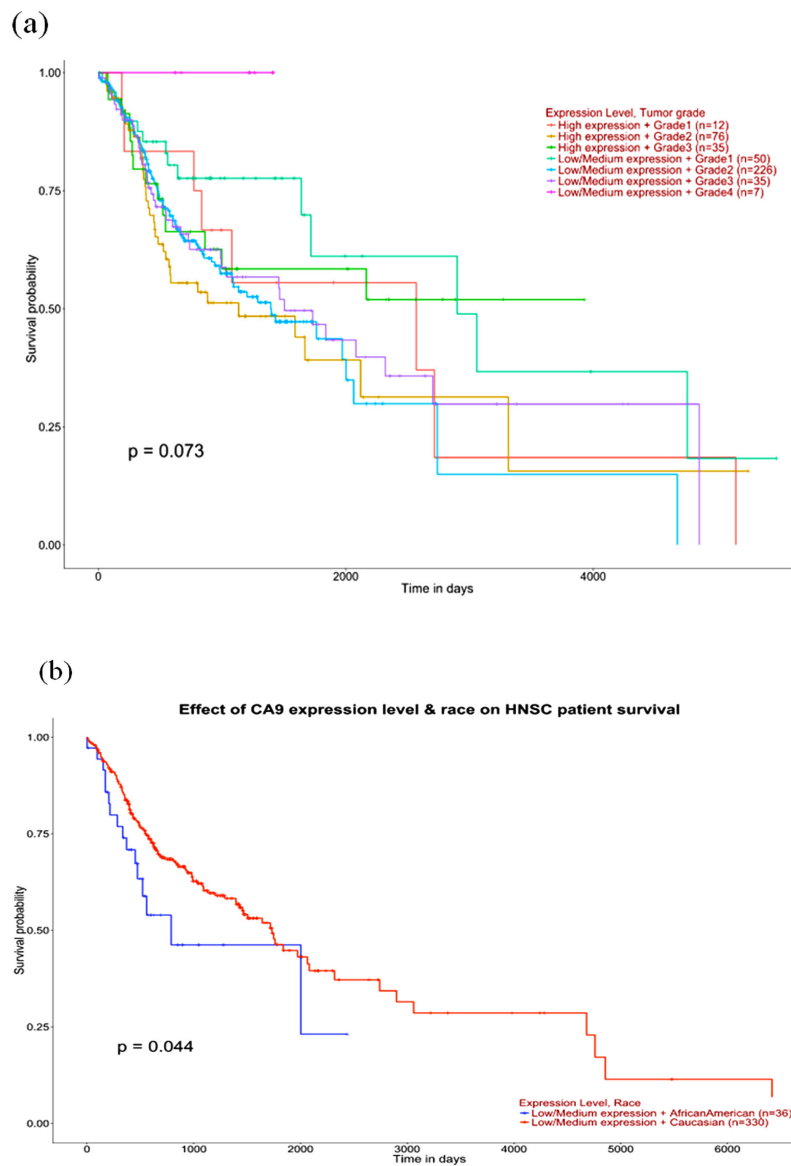 (a)
1.00
0.75
0.50
0.25
0.00
Survival probability
Expression Level, Tumor grade
High expression + Grade1 (n=12)
High expression + Grade2 (n=76)
High expression + Grade3 (n=35)
Low/Medium expression + Grade1 (n=50)
Low/Medium expression + Grade2 (n=226)
Low/Medium expression + Grade3 (n=35)
Low/Medium expression + Grade4 (n=7)
p = 0.073
0
2000
4000
Time in days
(b)
Effect of CA9 expression level & race on HNSC patient survival
1.00
0.75
0.50
0.25
0.00
Survival probability
p = 0.044
Expression Level, Race
Low/Medium expression + AfricanAmerican (n=36)
Low/Medium expression + Caucasian (n=330)
0
1000
2000
3000
4000
5000
6000
Time in days